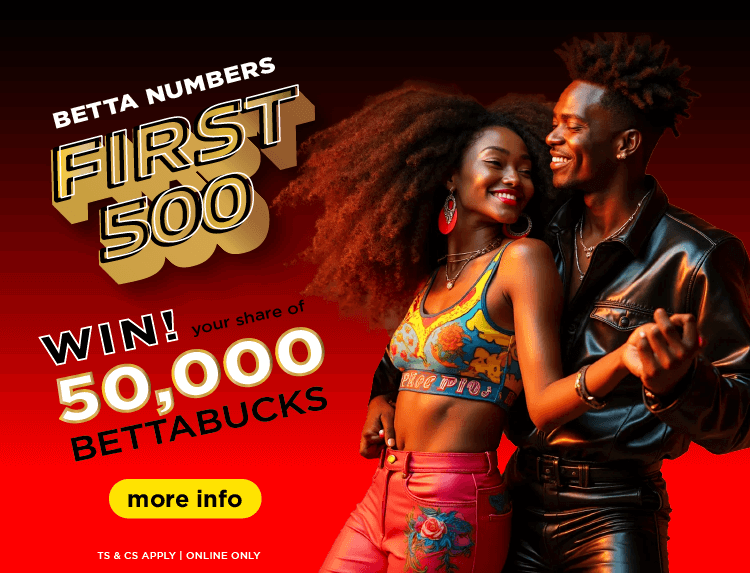 BETTA NUMBERS
FIRST
500
WIN! your share of
50,000
BETTABUCKS
more info
TS & CS APPLY | ONLINE ONLY